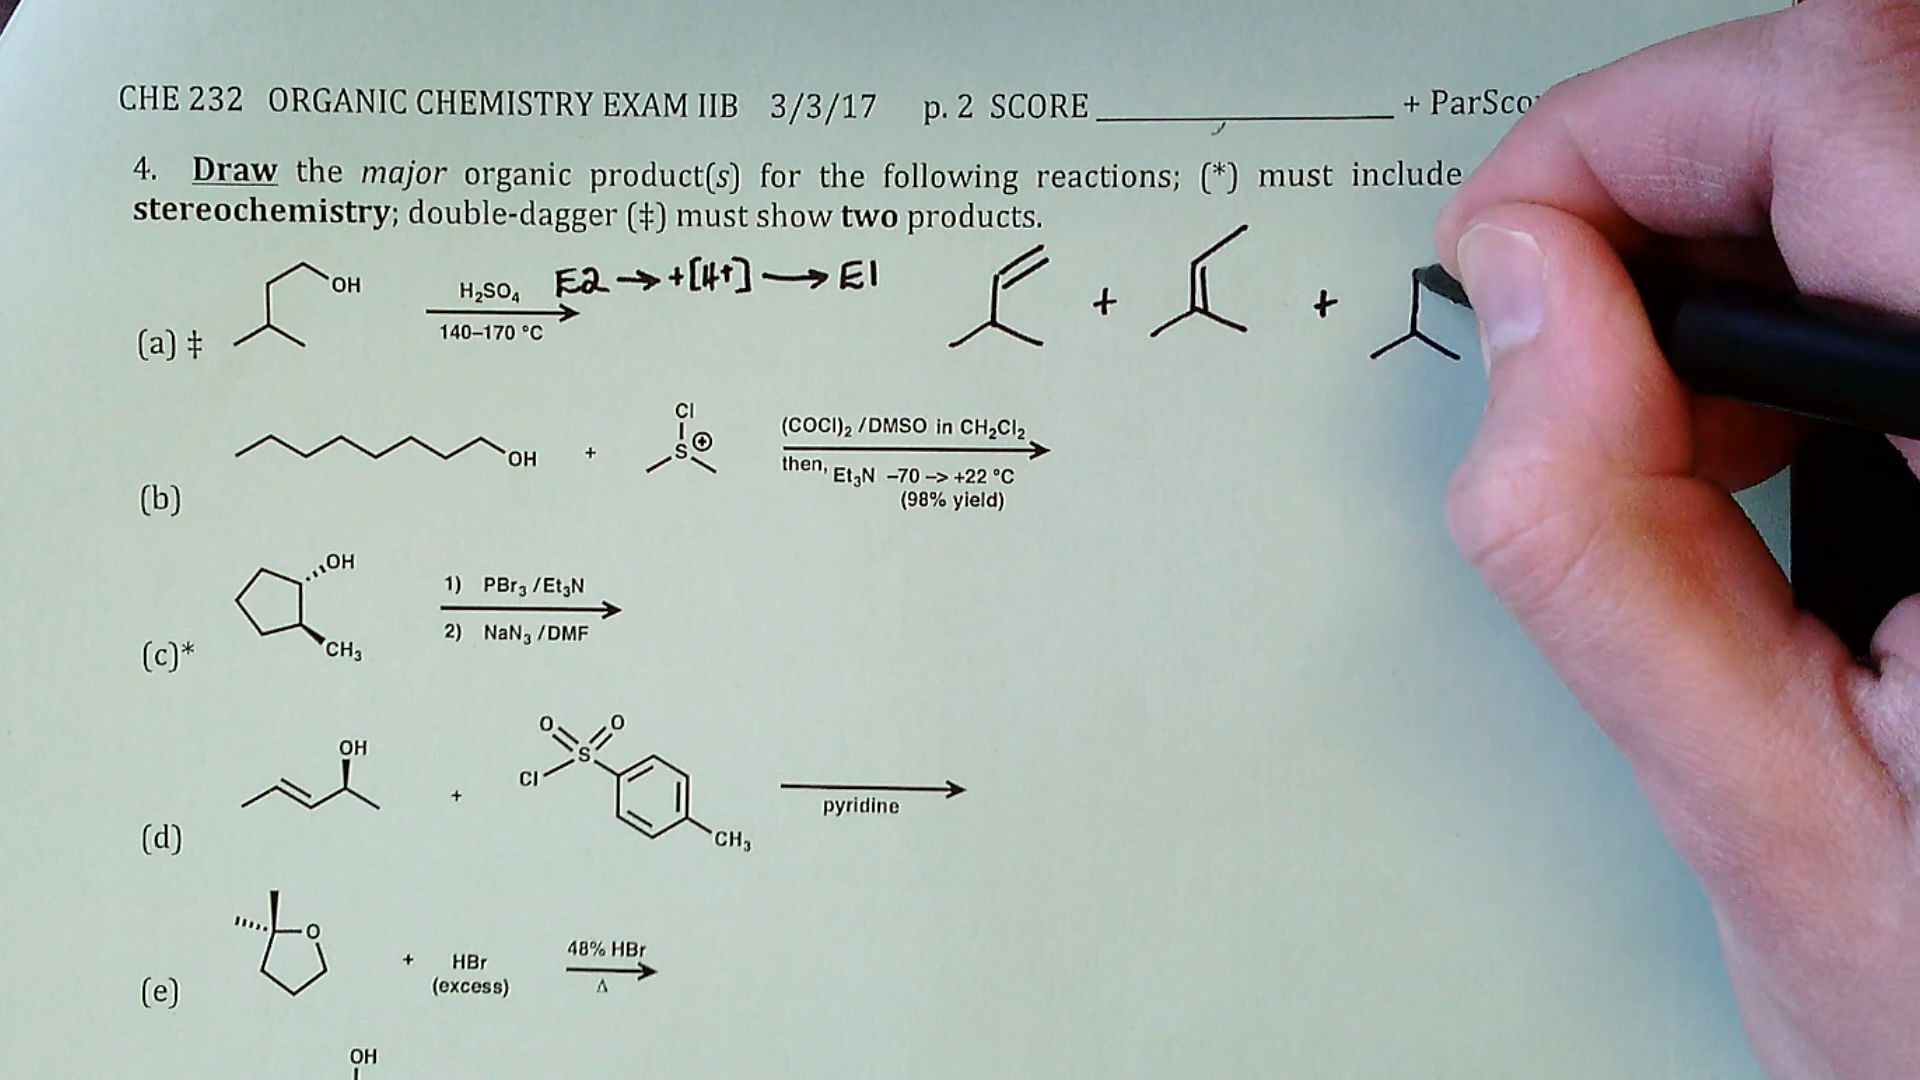 CHE 232 ORGANIC CHEMISTRY EXAM IIB 3/3/17 p. 2 SCORE + ParSco
4. Draw the major organic product(s) for the following reactions; (*) must include
stereochemistry; double-dagger (‡) must show two products.
(a) ‡ OH H₂SO₄ 140–170 °C E2 → +[H+] → E1 + +
(b) OH + Cl S ⊕ (COCl)₂ /DMSO in CH₂Cl₂ then, Et₃N –70 –> +22 °C (98% yield)
(c)* OH CH₃ 1) PBr₃ /Et₃N 2) NaN₃ /DMF
(d) OH + O O S Cl CH₃ pyridine
(e) O + HBr (excess) 48% HBr Δ
OH